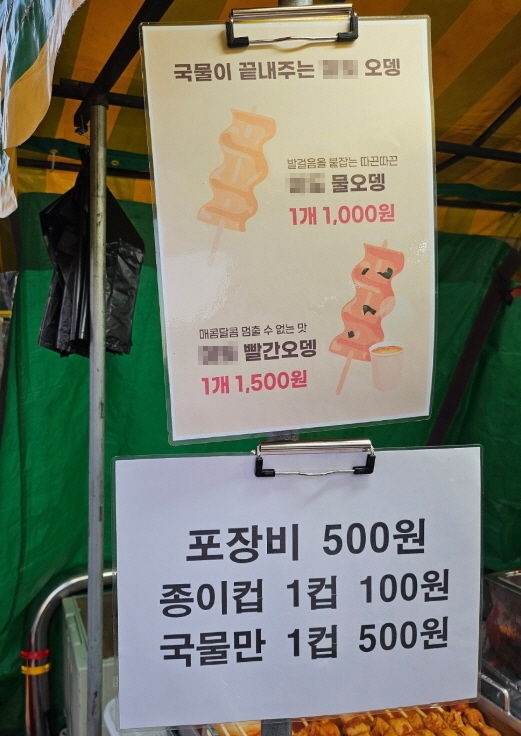 국물이 끝내주는 오뎅
발걸음을 붙잡는 따끈따끈
물오뎅
1개 1,000원
매콤달콤 멈출 수 없는 맛
빨간오뎅
1개 1,500원
포장비 500원
종이컵 1컵 100원
국물만 1컵 500원